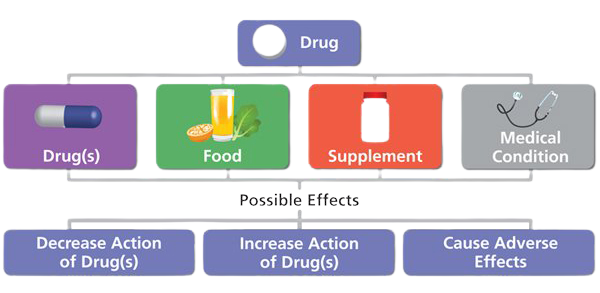 Drug
Drug(s)
Food
Supplement
Medical
Condition
Possible Effects
Decrease Action
of Drug(s)
Increase Action
of Drug(s)
Cause Adverse
Effects